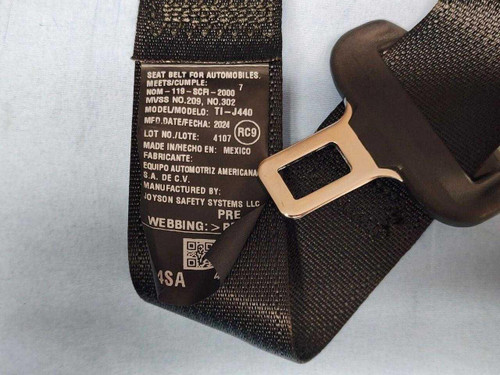 SEAT BELT FOR AUTOMOBILES. 7
MEETS/CUMPLE:
NOM-119-SCFI-2000
MVSS NO.209, NO.302
MODEL/MODELO: TI-J440
MFD.DATE/FECHA: 2024
RC9
LOT NO./LOTE: 4107
MADE IN/HECHO EN: MEXICO
FABRICANTE:
EQUIPO AUTOMOTRIZ AMERICANA
S.A. DE C.V.
MANUFACTURED BY:
JOYSON SAFETY SYSTEMS LLC
PRE
WEBBING: >P
4SA